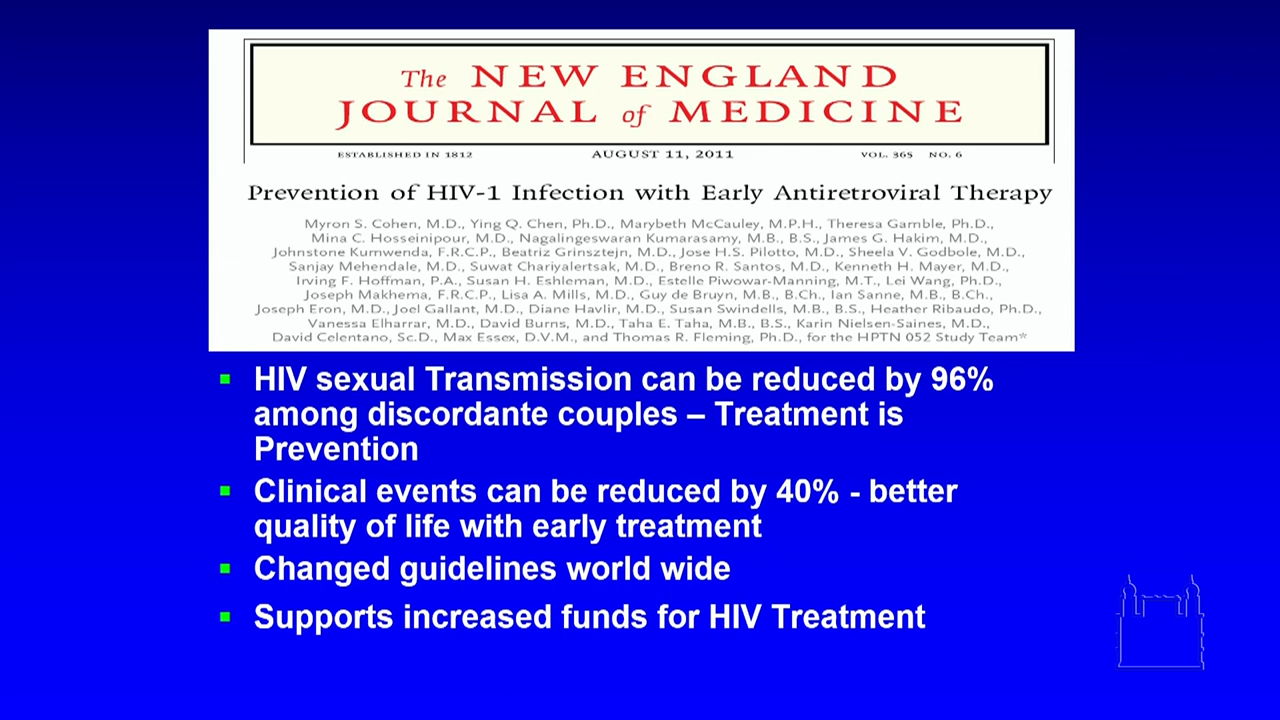 The NEW ENGLAND
JOURNAL of MEDICINE
ESTABLISHED IN 1812 AUGUST 11, 2011 VOL. 365 NO. 6
Prevention of HIV-1 Infection with Early Antiretroviral Therapy
Myron S. Cohen, M.D., Ying Q. Chen, Ph.D., Marybeth McCauley, M.P.H., Theresa Gamble, Ph.D.,
Mina C. Hosseinipour, M.D., Nagalingeswaran Kumarasamy, M.B., B.S., James G. Hakim, M.D.,
Johnstone Kumwenda, F.R.C.P., Beatriz Grinsztejn, M.D., Jose H.S. Pilotto, M.D., Sheela V. Godbole, M.D.,
Sanjay Mehendale, M.D., Suwat Chariyalertsak, M.D., Breno R. Santos, M.D., Kenneth H. Mayer, M.D.,
Irving F. Hoffman, P.A., Susan H. Eshleman, M.D., Estelle Piwowar-Manning, M.T., Lei Wang, Ph.D.,
Joseph Makhema, F.R.C.P., Lisa A. Mills, M.D., Guy de Bruyn, M.B., B.Ch., Ian Sanne, M.B., B.Ch.,
Joseph Eron, M.D., Joel Gallant, M.D., Diane Havlir, M.D., Susan Swindells, M.B., B.S., Heather Ribaudo, Ph.D.,
Vanessa Elharrar, M.D., David Burns, M.D., Taha E. Taha, M.B., B.S., Karin Nielsen-Saines, M.D.,
David Celentano, Sc.D., Max Essex, D.V.M., and Thomas R. Fleming, Ph.D., for the HPTN 052 Study Team*
▪ HIV sexual Transmission can be reduced by 96%
among discordante couples – Treatment is
Prevention
▪ Clinical events can be reduced by 40% - better
quality of life with early treatment
▪ Changed guidelines world wide
▪ Supports increased funds for HIV Treatment